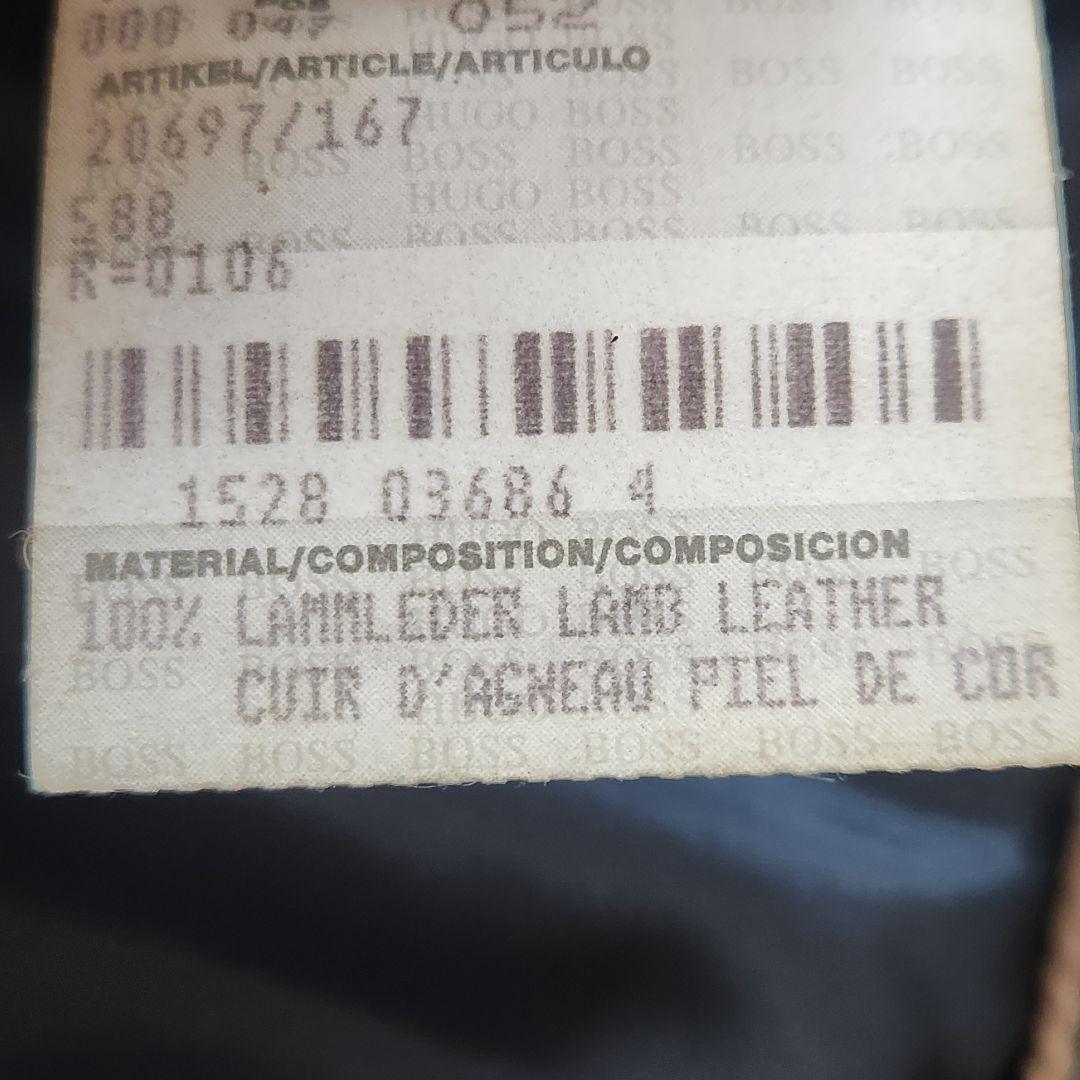 000 047 052
ARTIKEL/ARTICLE/ARTICULO
20697/167
588
R=0106
1528 03686 4
MATERIAL/COMPOSITION/COMPOSICION
100% LAMMLEDER LAMB LEATHER
CUIR D'AGNEAU PIEL DE COR